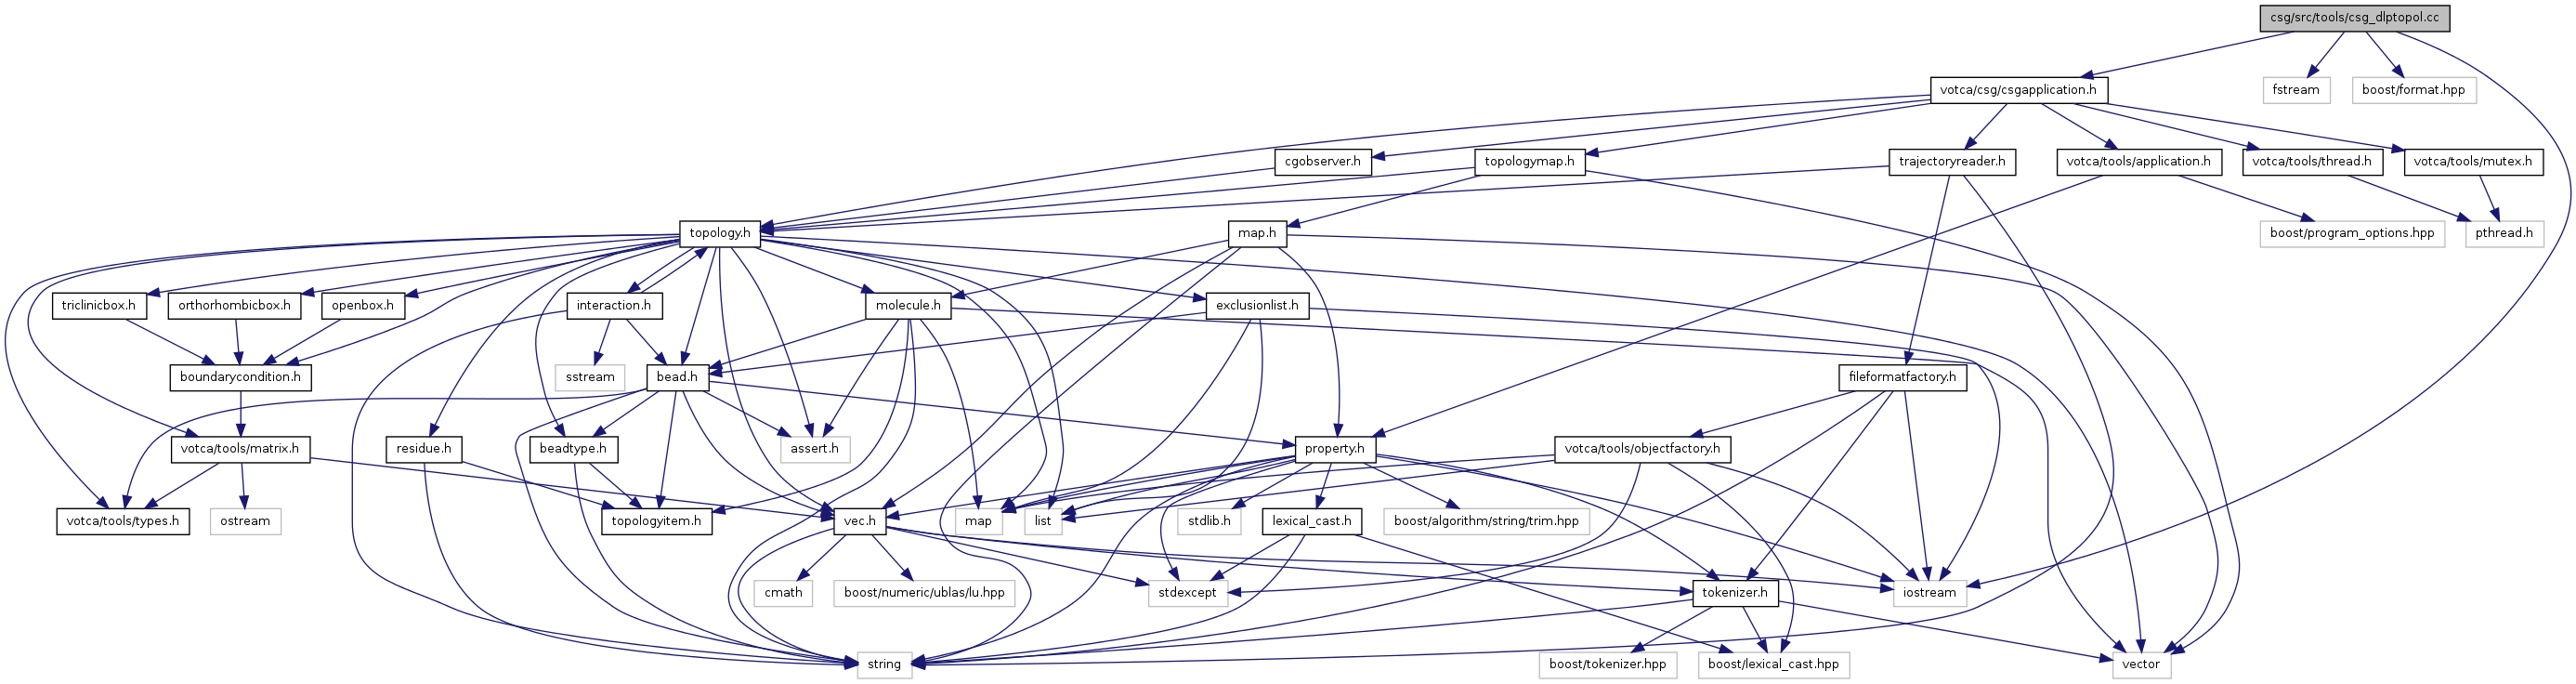 csg/src/tools/csg_dlptopol.cc
votca/csg/csgapplication.h
fstream
boost/format.hpp
cgobserver.h
topologymap.h
trajectoryreader.h
votca/tools/application.h
votca/tools/thread.h
votca/tools/mutex.h
topology.h
map.h
boost/program_options.hpp
pthread.h
triclinicbox.h
orthorhombicbox.h
openbox.h
interaction.h
molecule.h
exclusionlist.h
boundarycondition.h
sstream
bead.h
fileformatfactory.h
votca/tools/matrix.h
residue.h
beadtype.h
assert.h
property.h
votca/tools/objectfactory.h
votca/tools/types.h
ostream
topologyitem.h
vec.h
map
list
stdlib.h
lexical_cast.h
boost/algorithm/string/trim.hpp
cmath
boost/numeric/ublas/lu.hpp
stdexcept
tokenizer.h
iostream
string
boost/tokenizer.hpp
boost/lexical_cast.hpp
vector